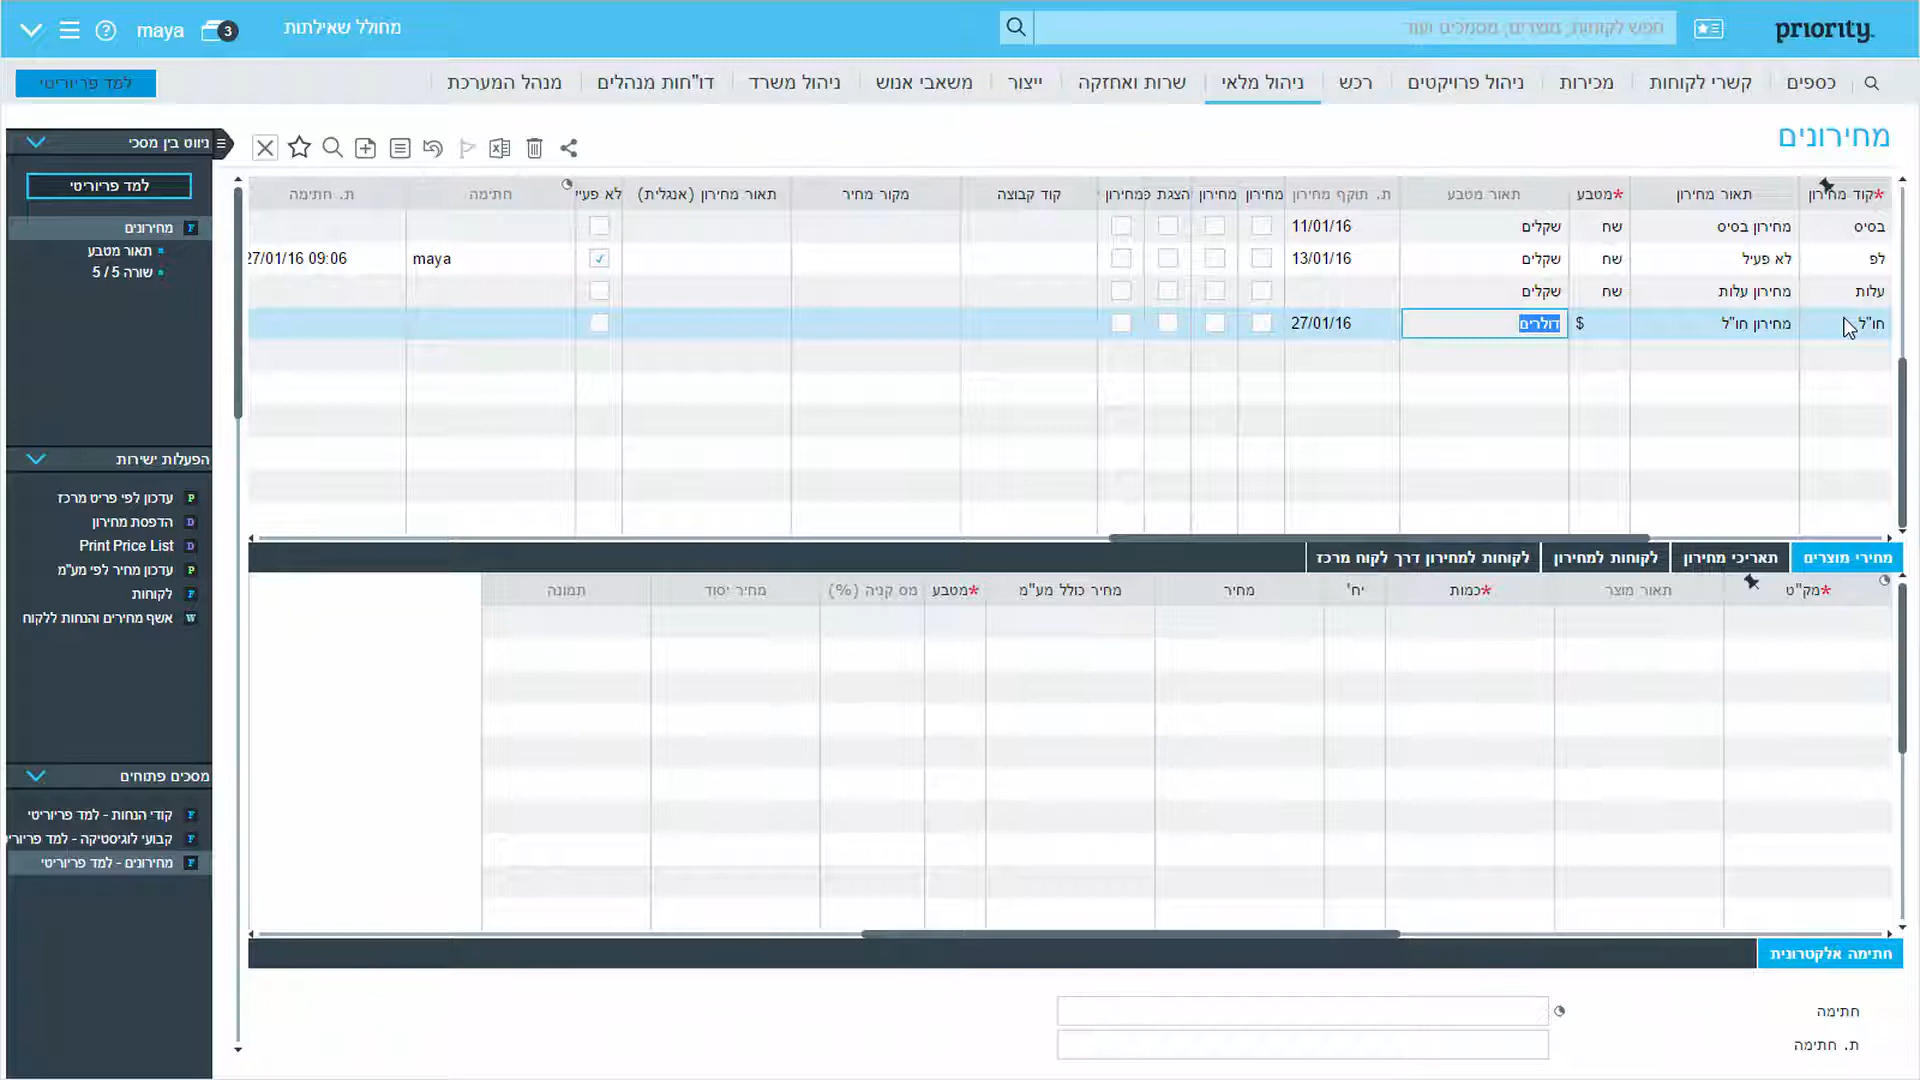 priority
חפש לקוחות, מוצרים, מסמכים ועוד
מחולל שאילתות
3
maya
כספים
קשרי לקוחות
מכירות
ניהול פרויקטים
רכש
ניהול מלאי
שרות ואחזקה
ייצור
משאבי אנוש
ניהול משרד
דו"חות מנהלים
מנהל המערכת
למד פריוריטי
מחירונים
*קוד מחירון תאור מחירון *מטבע תאור מטבע ת. תוקף מחירון מחירון מחירון הצגת מחירון קוד קבוצה מקור מחיר תאור מחירון (אנגלית) לא פעי חתימה ת. חתימה
בסיס מחירון בסיס שח שקלים 11/01/16
לפ לא פעיל שח שקלים 13/01/16 maya 27/01/16 09:06
עלות מחירון עלות שח שקלים
חו"ל מחירון חו"ל $ דולרים 27/01/16
מחירי מוצרים תאריכי מחירון לקוחות למחירון לקוחות למחירון דרך לקוח מרכז
*מק"ט תאור מוצר *כמות יח' מחיר מחיר כולל מע"מ *מטבע מס קניה (%) מחיר יסוד תמונה
חתימה אלקטרונית
חתימה
ת. חתימה
ניווט בין מסכי
למד פריוריטי
מחירונים
תאור מטבע
שורה 5 / 5
הפעלות ישירות
עדכון לפי פריט מרכז
הדפסת מחירון
Print Price List
עדכון מחיר לפי מע"מ
לקוחות
אשף מחירים והנחות ללקוח
מסכים פתוחים
קודי הנחות - למד פריוריטי
קבועי לוגיסטיקה - למד פריורי
מחירונים - למד פריוריטי